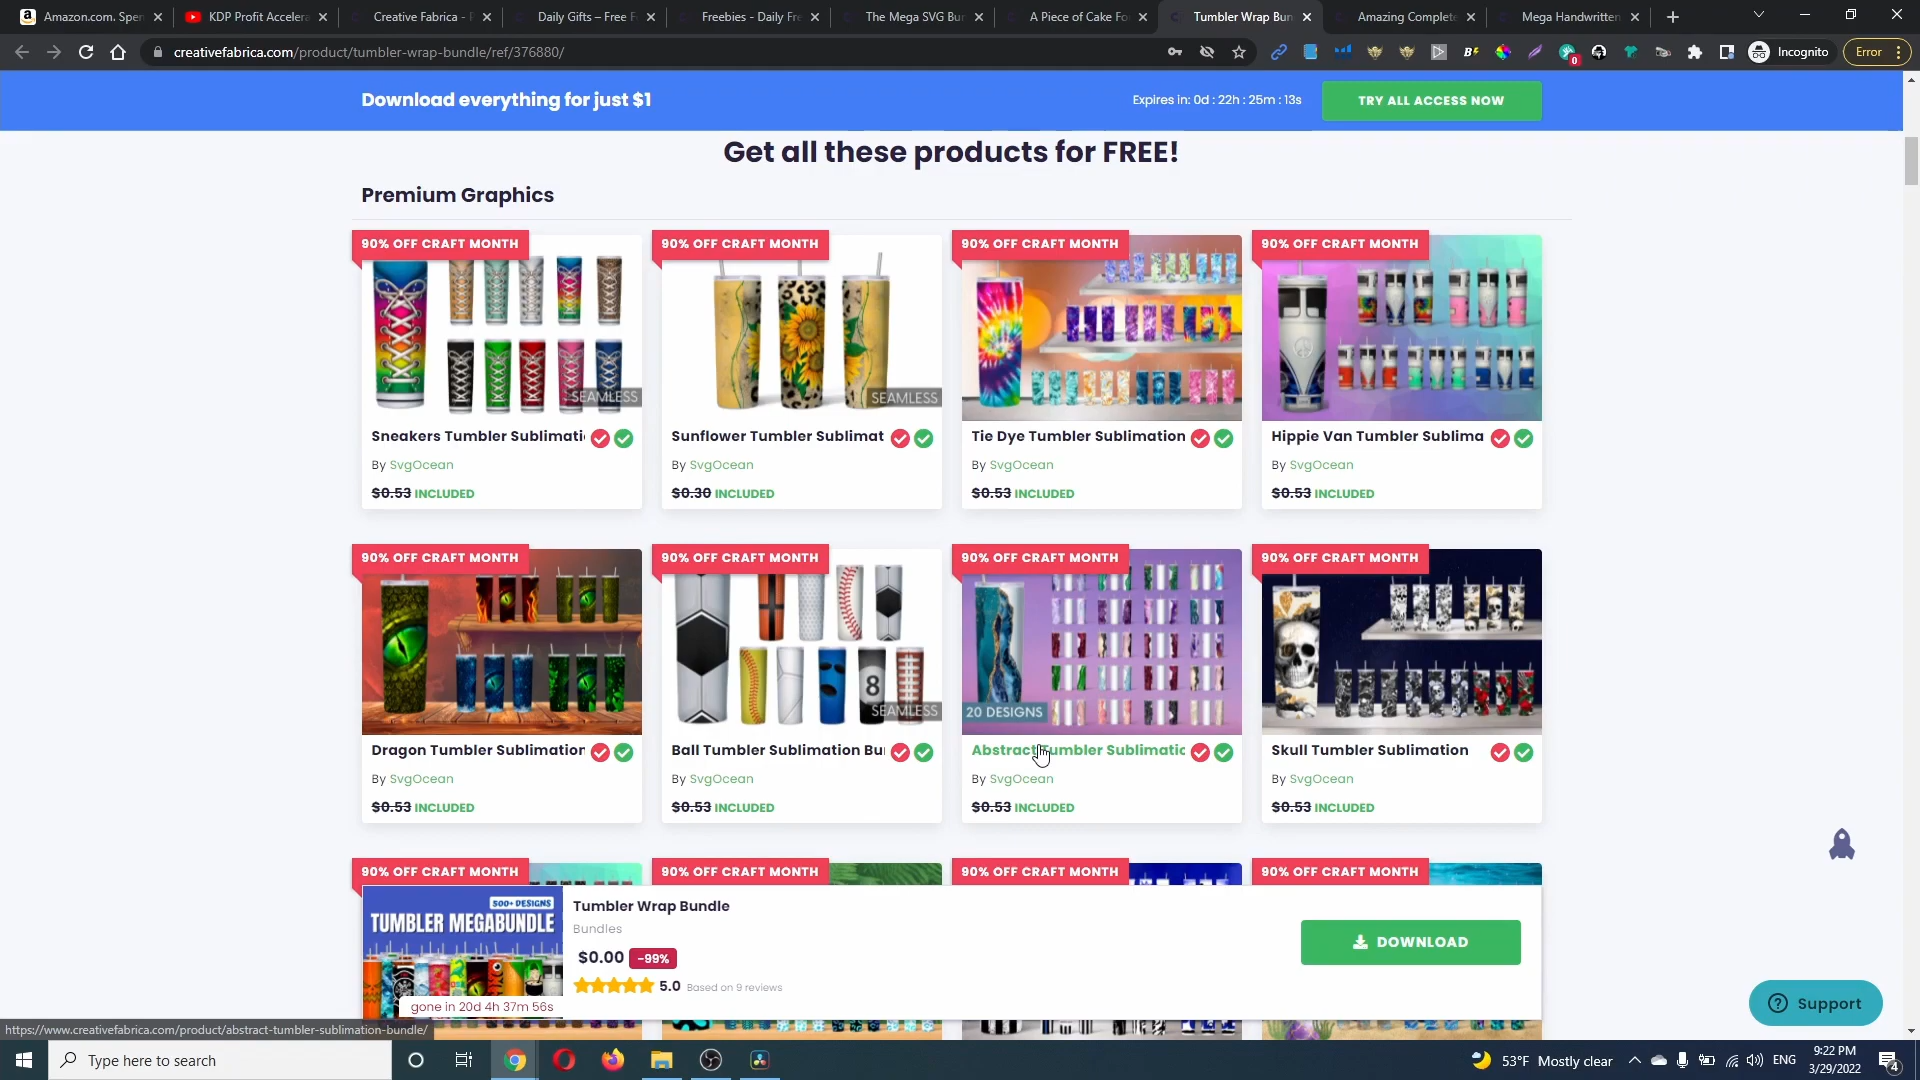 Amazon.com. Spen
KDP Profit Accelera
Creative Fabrica - F
Daily Gifts – Free F
Freebies - Daily Fre
The Mega SVG Bun
A Piece of Cake Fo
Tumbler Wrap Bun
Amazing Complete
Mega Handwritten
creativefabrica.com/product/tumbler-wrap-bundle/ref/376880/
0
Incognito
Error
Download everything for just $1
Expires in: 0d : 22h : 25m : 13s
TRY ALL ACCESS NOW
Get all these products for FREE!
Premium Graphics
90% OFF CRAFT MONTH
90% OFF CRAFT MONTH
90% OFF CRAFT MONTH
90% OFF CRAFT MONTH
SEAMLESS
SEAMLESS
Sneakers Tumbler Sublimati
Sunflower Tumbler Sublimat
Tie Dye Tumbler Sublimation
Hippie Van Tumbler Sublima
By SvgOcean
By SvgOcean
By SvgOcean
By SvgOcean
$0.53 INCLUDED
$0.30 INCLUDED
$0.53 INCLUDED
$0.53 INCLUDED
90% OFF CRAFT MONTH
90% OFF CRAFT MONTH
90% OFF CRAFT MONTH
90% OFF CRAFT MONTH
8
SEAMLESS
20 DESIGNS
Dragon Tumbler Sublimation
Ball Tumbler Sublimation Bu
Abstract Tumbler Sublimatic
Skull Tumbler Sublimation
By SvgOcean
By SvgOcean
By SvgOcean
By SvgOcean
$0.53 INCLUDED
$0.53 INCLUDED
$0.53 INCLUDED
$0.53 INCLUDED
90% OFF CRAFT MONTH
90% OFF CRAFT MONTH
90% OFF CRAFT MONTH
90% OFF CRAFT MONTH
500+ DESIGNS
TUMBLER MEGABUNDLE
gone in 20d 4h 37m 56s
Tumbler Wrap Bundle
Bundles
$0.00 -99%
5.0 Based on 9 reviews
DOWNLOAD
Support
https://www.creativefabrica.com/product/abstract-tumbler-sublimation-bundle/
Type here to search
53°F Mostly clear
ENG
9:22 PM
3/29/2022
4